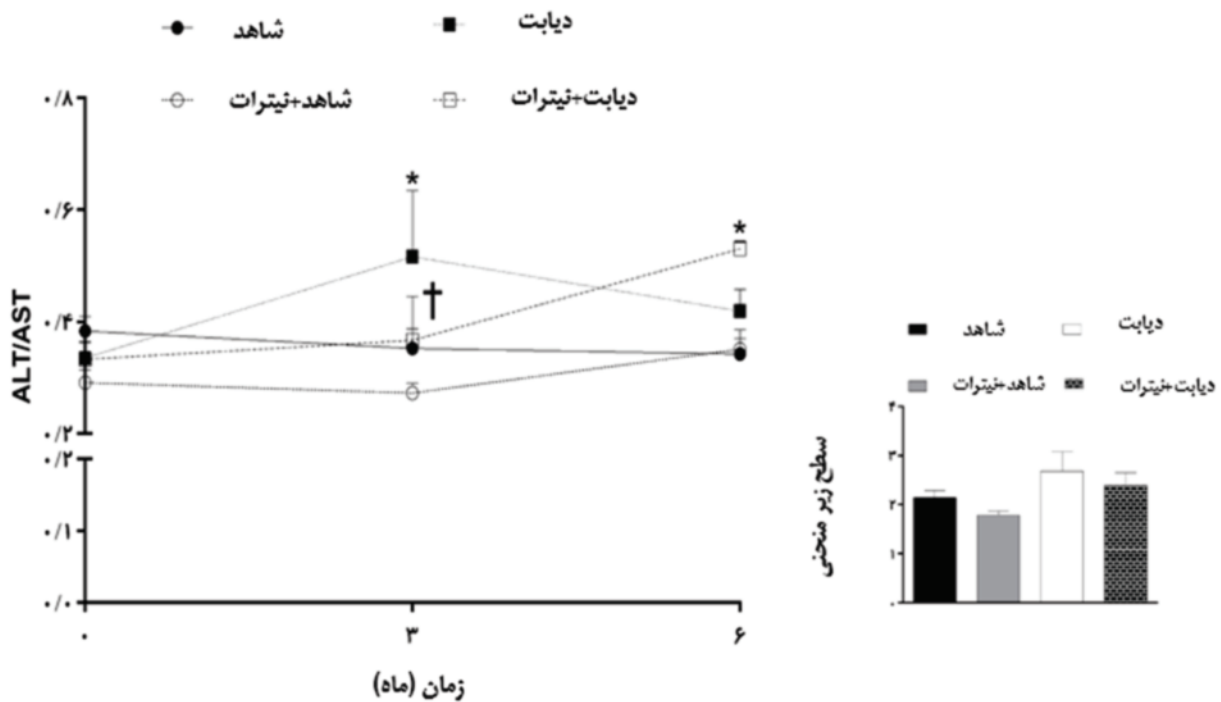 شاهد
دیابت
شاهد+نیترات
دیابت+نیترات
ALT/AST
۰/۸
۰/۶
۰/۴
۰/۲
۰/۲
۰/۱
۰/۰
*
†
*
۰
۳
۶
زمان (ماه)
شاهد
دیابت
شاهد+نیترات
دیابت+نیترات
سطح زیر منحنی
۴
۳
۲
۱
۰